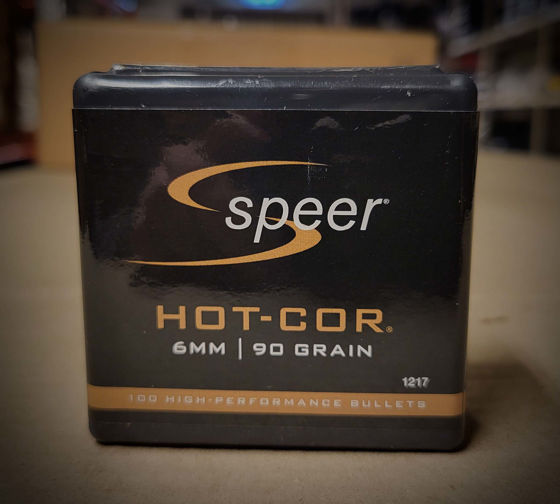 speer®
HOT-COR®
6MM | 90 GRAIN
1217
100 HIGH-PERFORMANCE BULLETS